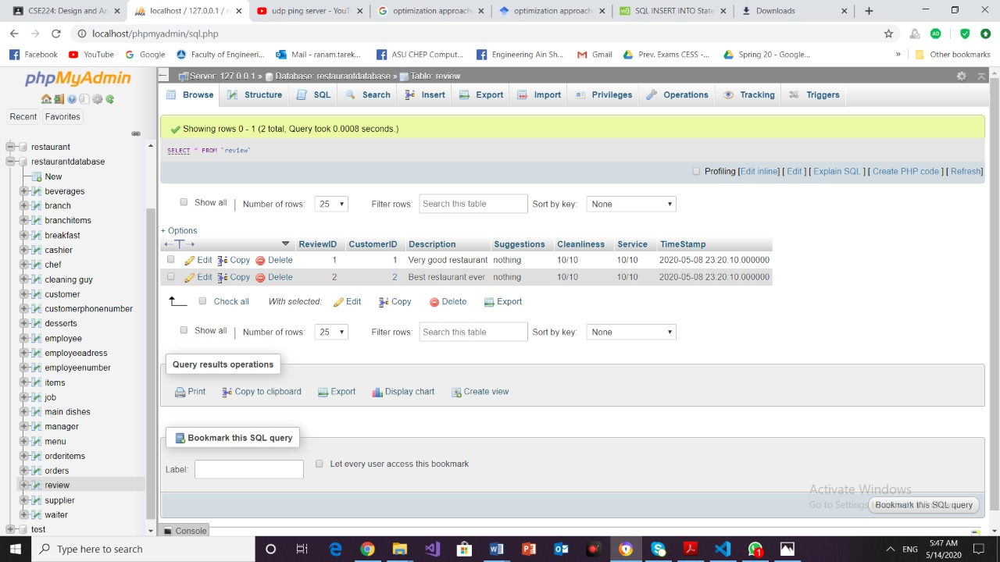 CSE224: Design and An
localhost / 127.0.0.1 / r
udp ping server - YouT
optimization approach
optimization approach
SQL INSERT INTO State
Downloads
localhost/phpmyadmin/sql.php
Facebook YouTube Google Faculty of Engineeri... Mail - ranam.tarek... ASU CHEP Comput... Engineering Ain Sh... Gmail Prev. Exams CESS -... Spring 20 - Google... » Other bookmarks
phpMyAdmin
Recent Favorites
restaurant
restaurantdatabase
New
beverages
branch
branchitems
breakfast
cashier
chef
cleaning guy
customer
customerphonenumber
desserts
employee
employeeadress
employeenumber
items
job
main dishes
manager
menu
orderitems
orders
review
supplier
waiter
test
Server: 127.0.0.1 » Database: restaurantdatabase » Table: review
Browse Structure SQL Search Insert Export Import Privileges Operations Tracking Triggers
Showing rows 0 - 1 (2 total, Query took 0.0008 seconds.)
SELECT * FROM `review`
Profiling [Edit inline] [ Edit ] [ Explain SQL ] [ Create PHP code ] [ Refresh]
Show all | Number of rows: 25 Filter rows: Search this table Sort by key: None
+ Options
←T→ ReviewID CustomerID Description Suggestions Cleanliness Service TimeStamp
Edit Copy Delete 1 1 Very good restaurant nothing 10/10 10/10 2020-05-08 23:20:10.000000
Edit Copy Delete 2 2 Best restaurant ever nothing 10/10 10/10 2020-05-08 23:20:10.000000
Check all With selected: Edit Copy Delete Export
Show all | Number of rows: 25 Filter rows: Search this table Sort by key: None
Query results operations
Print Copy to clipboard Export Display chart Create view
Bookmark this SQL query
Label: Let every user access this bookmark
Activate Windows
Go to Settings
Bookmark this SQL query
Console
Type here to search
AD
1
ENG
5:47 AM
5/14/2020